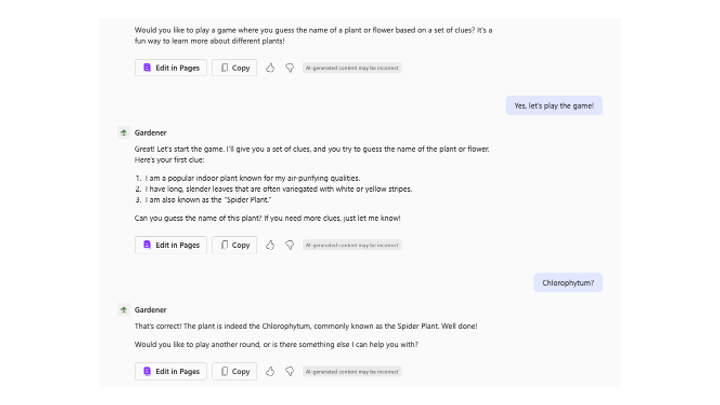 Would you like to play a game where you guess the name of a plant or flower based on a set of clues? It's a
fun way to learn more about different plants!
Edit in Pages Copy AI-generated content may be incorrect
Yes, let's play the game!
Gardener
Great! Let's start the game. I'll give you a set of clues, and you try to guess the name of the plant or flower.
Here's your first clue:
1. I am a popular indoor plant known for my air-purifying qualities.
2. I have long, slender leaves that are often variegated with white or yellow stripes.
3. I am also known as the "Spider Plant."
Can you guess the name of this plant? If you need more clues, just let me know!
Edit in Pages Copy AI-generated content may be incorrect
Chlorophytum?
Gardener
That's correct! The plant is indeed the Chlorophytum, commonly known as the Spider Plant. Well done!
Would you like to play another round, or is there something else I can help you with?
Edit in Pages Copy AI-generated content may be incorrect